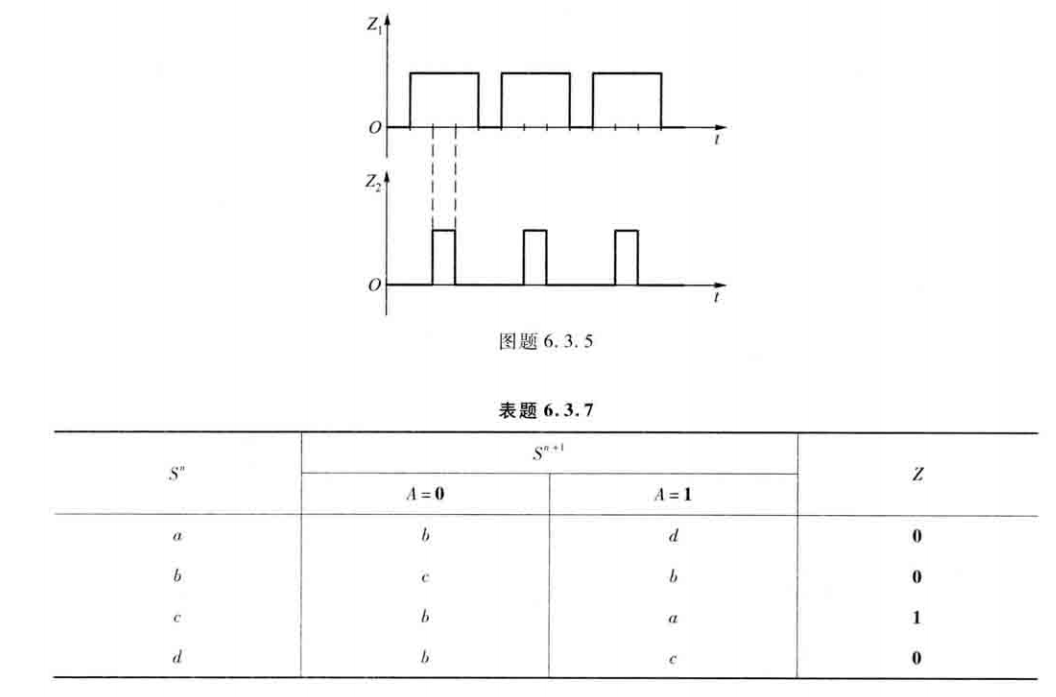 Z₁
O
t
Z₂
O
t
图题 6.3.5
表题 6.3.7
Sⁿ Sⁿ⁺¹ Z
A=0 A=1
a b d 0
b c b 0
c b a 1
d b c 0